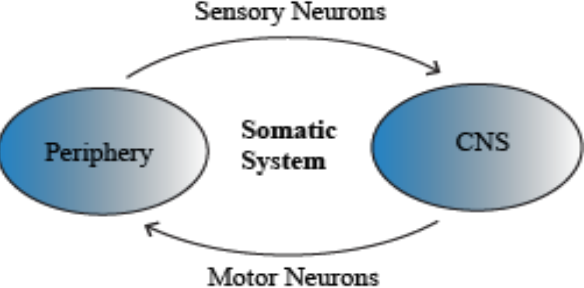 Sensory Neurons
Periphery
Somatic
System
CNS
Motor Neurons